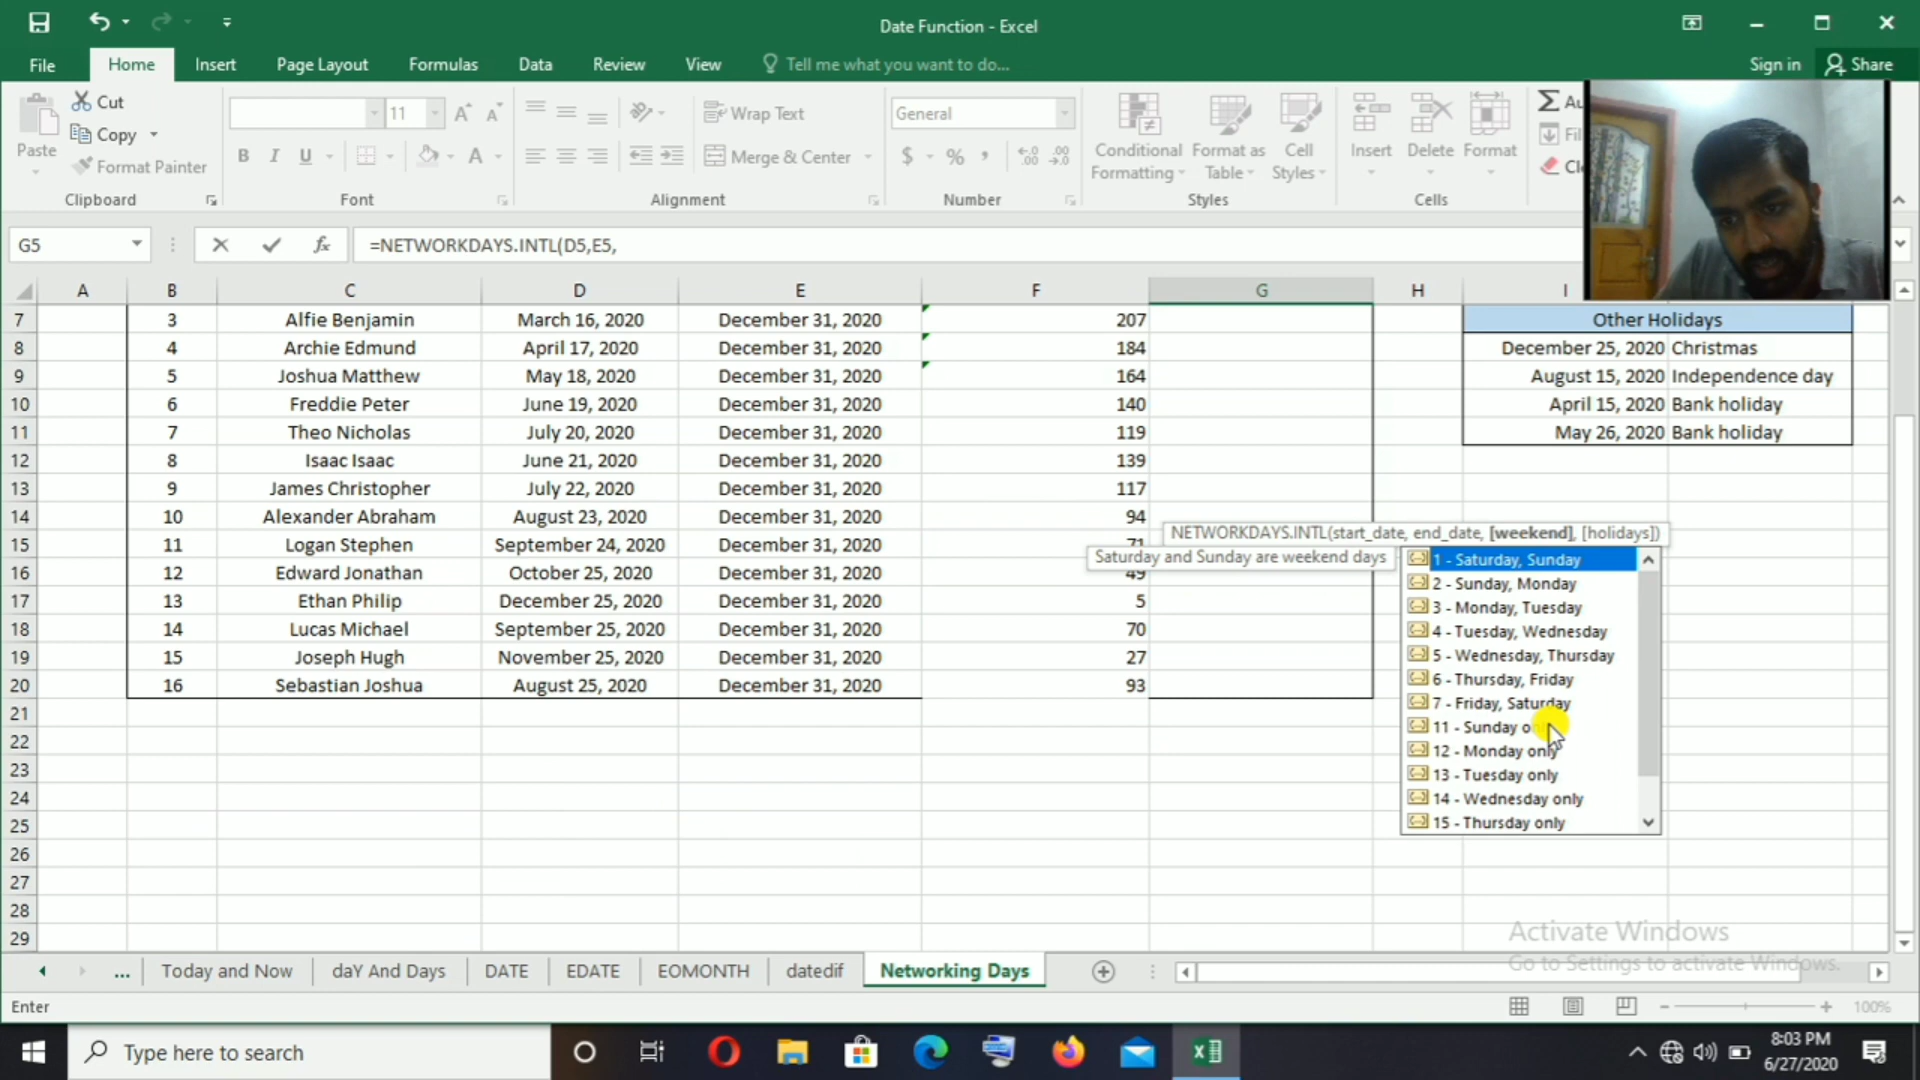 Date Function - Excel
File Home Insert Page Layout Formulas Data Review View Tell me what you want to do... Sign in Share
Paste Cut
Copy
Format Painter
11
Wrap Text
Merge & Center
General
$ % ,
Conditional Formatting
Format as Table
Cell Styles
Insert Delete Format
Clipboard Font Alignment Number Styles Cells
G5 =NETWORKDAYS.INTL(D5,E5,
A B C D E F G H I
7 3 Alfie Benjamin March 16, 2020 December 31, 2020 207 Other Holidays
8 4 Archie Edmund April 17, 2020 December 31, 2020 184 December 25, 2020 Christmas
9 5 Joshua Matthew May 18, 2020 December 31, 2020 164 August 15, 2020 Independence day
10 6 Freddie Peter June 19, 2020 December 31, 2020 140 April 15, 2020 Bank holiday
11 7 Theo Nicholas July 20, 2020 December 31, 2020 119 May 26, 2020 Bank holiday
12 8 Isaac Isaac June 21, 2020 December 31, 2020 139
13 9 James Christopher July 22, 2020 December 31, 2020 117
14 10 Alexander Abraham August 23, 2020 December 31, 2020 94
NETWORKDAYS.INTL(start_date, end_date, [weekend], [holidays])
15 11 Logan Stephen September 24, 2020 December 31, 2020 71
Saturday and Sunday are weekend days
16 12 Edward Jonathan October 25, 2020 December 31, 2020 49
17 13 Ethan Philip December 25, 2020 December 31, 2020 5
18 14 Lucas Michael September 25, 2020 December 31, 2020 70
19 15 Joseph Hugh November 25, 2020 December 31, 2020 27
20 16 Sebastian Joshua August 25, 2020 December 31, 2020 93
1 - Saturday, Sunday
2 - Sunday, Monday
3 - Monday, Tuesday
4 - Tuesday, Wednesday
5 - Wednesday, Thursday
6 - Thursday, Friday
7 - Friday, Saturday
11 - Sunday only
12 - Monday only
13 - Tuesday only
14 - Wednesday only
15 - Thursday only
21
22
23
24
25
26
27
28
29
Activate Windows
Go to Settings to activate Windows.
... Today and Now daY And Days DATE EDATE EOMONTH datedif Networking Days
Enter 100%
Type here to search
8:03 PM
6/27/2020